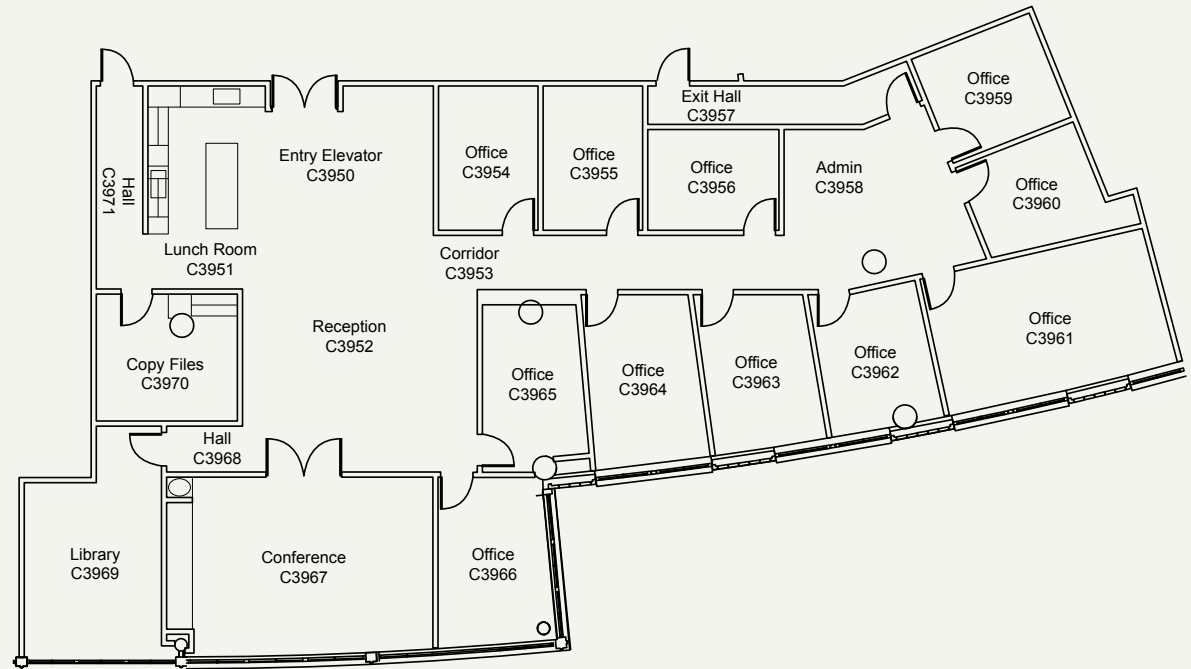 Office
C3959
Exit Hall
C3957
Entry Elevator
C3950
Office
C3954
Office
C3955
Office
C3956
Admin
C3958
Office
C3960
Hall
C3971
Lunch Room
C3951
Corridor
C3953
Reception
C3952
Office
C3961
Copy Files
C3970
Office
C3965
Office
C3964
Office
C3963
Office
C3962
Hall
C3968
Library
C3969
Conference
C3967
Office
C3966